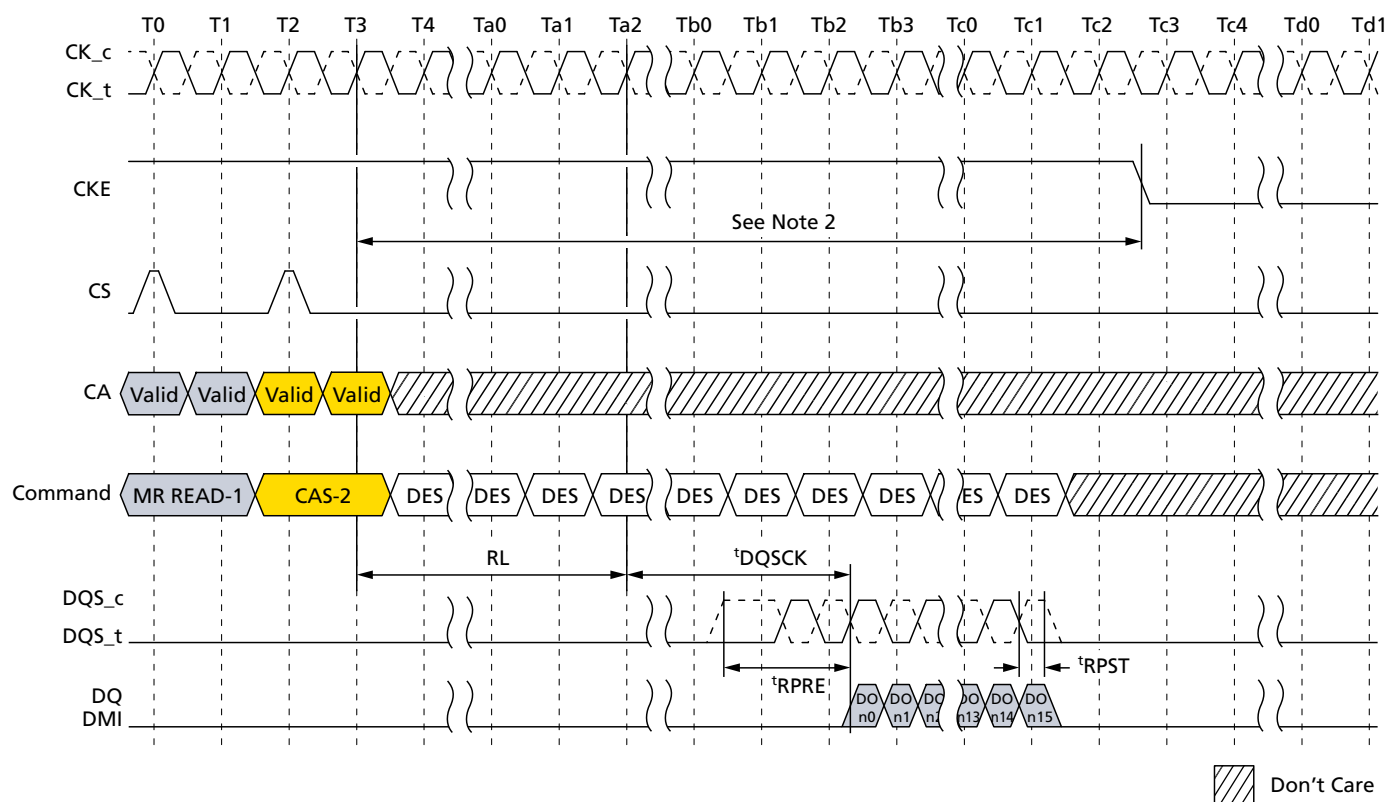 T0 T1 T2 T3 T4 Ta0 Ta1 Ta2 Tb0 Tb1 Tb2 Tb3 Tc0 Tc1 Tc2 Tc3 Tc4 Td0 Td1
CK_c
CK_t
CKE
See Note 2
CS
CA Valid Valid Valid Valid
Command MR READ-1 CAS-2 DES DES DES DES DES DES DES DES ES DES
RL tDQSCK
DQS_c
DQS_t
tRPRE tRPST
DQ DO DO DO DO DO DO
DMI n0 n1 n2 n13 n14 n15
Don't Care